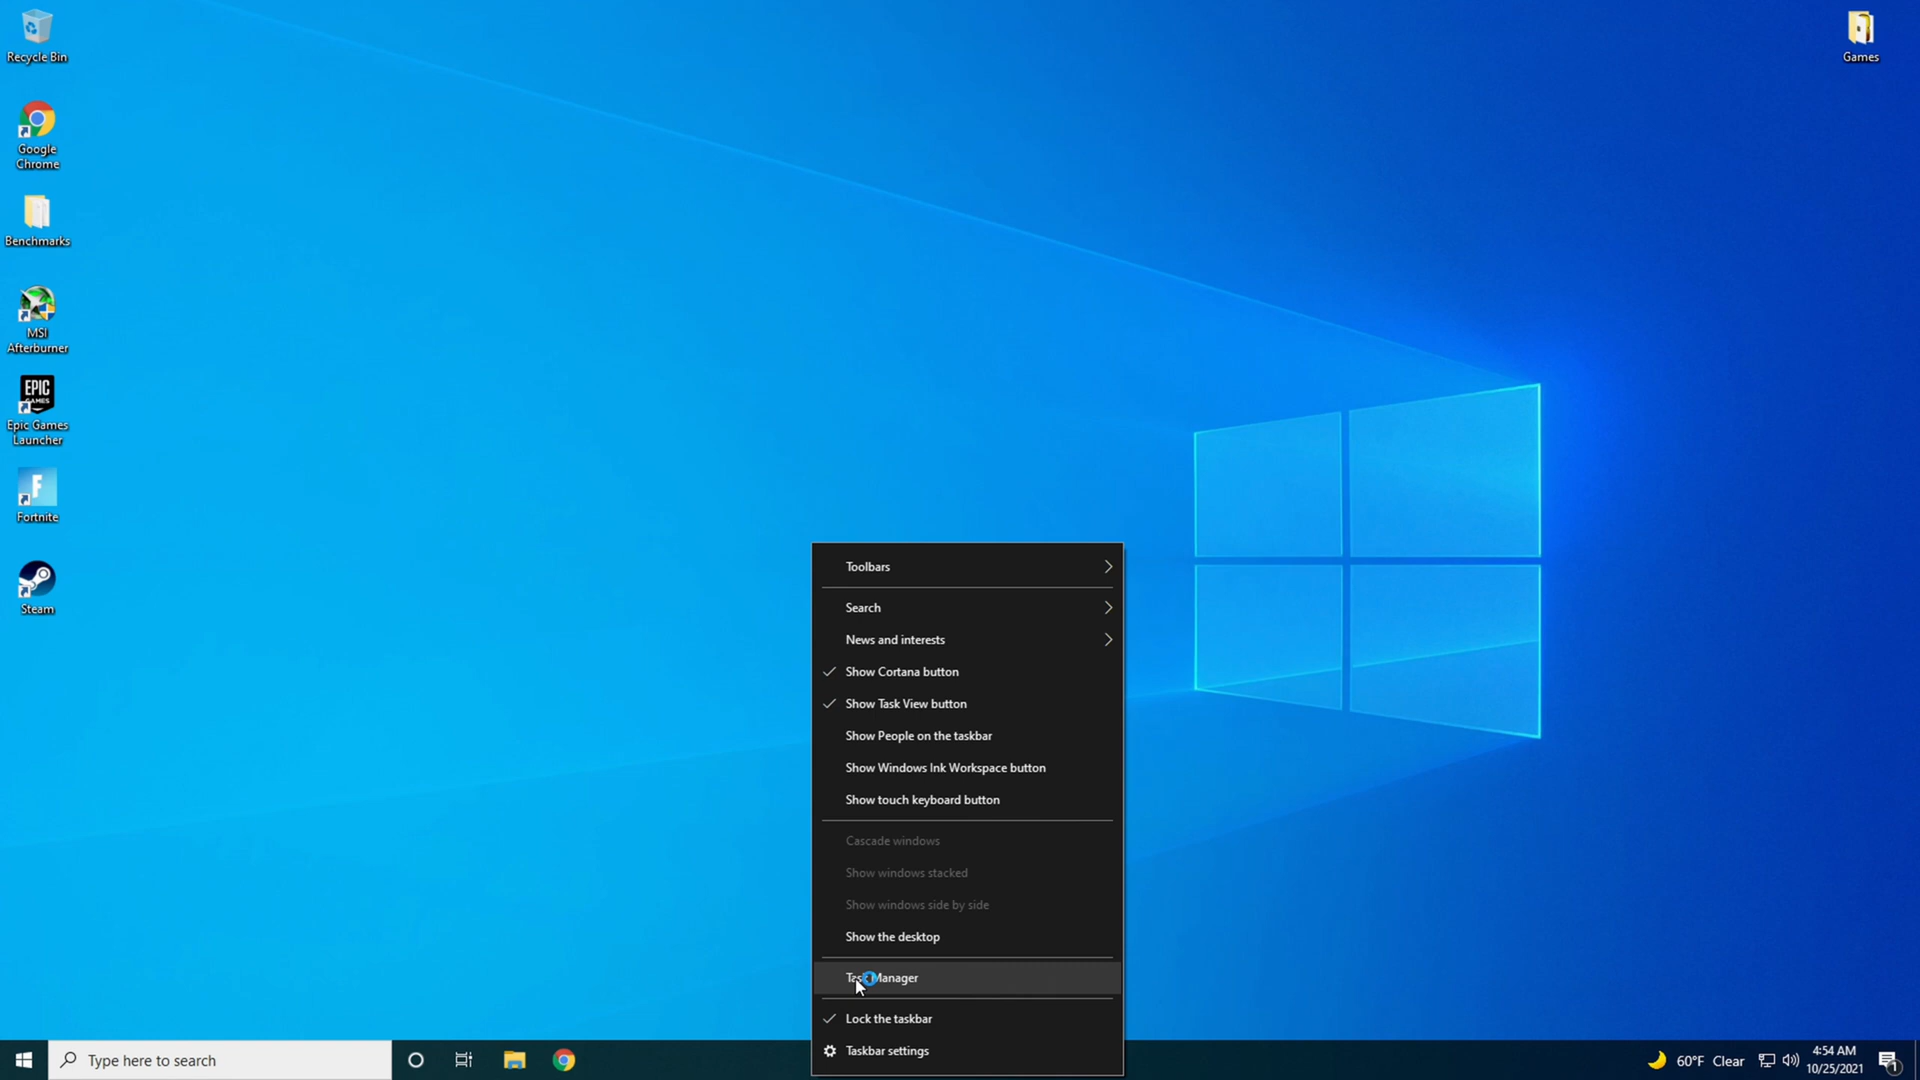 Recycle Bin
Google
Chrome
Benchmarks
MSI
Afterburner
EPIC
GAMES
Epic Games
Launcher
F
Fortnite
Steam
Games
Toolbars
Search
News and interests
Show Cortana button
Show Task View button
Show People on the taskbar
Show Windows Ink Workspace button
Show touch keyboard button
Cascade windows
Show windows stacked
Show windows side by side
Show the desktop
Task Manager
Lock the taskbar
Taskbar settings
Type here to search
60°F Clear
4:54 AM
10/25/2021
1